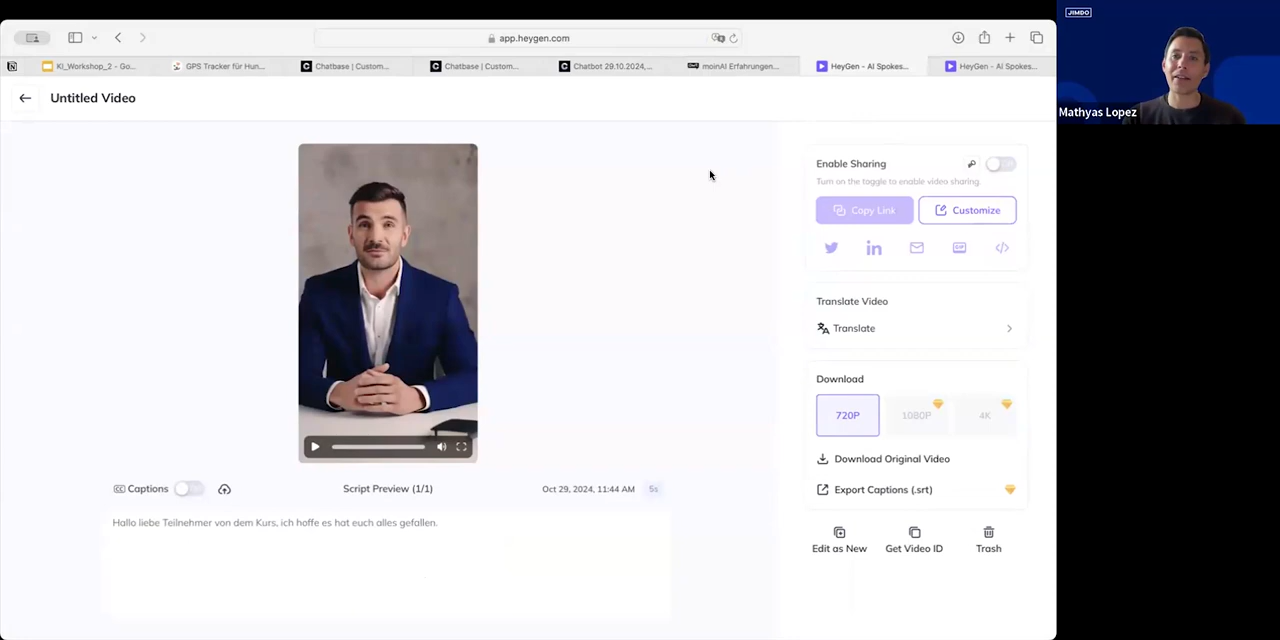 JIMDO
app.heygen.com
KI_Workshop_2 - Go...
GPS Tracker für Hun...
Chatbase | Custom...
Chatbase | Custom...
Chatbot 29.10.2024,...
moinAI Erfahrungen...
HeyGen - AI Spokes...
HeyGen - AI Spokes...
Mathyas Lopez
Untitled Video
Enable Sharing
Turn on the toggle to enable video sharing.
Copy Link
Customize
GIF
Translate Video
Translate
Download
720P
1080P
4K
Download Original Video
CC Captions
Script Preview (1/1)
Oct 29, 2024, 11:44 AM
5s
Export Captions (.srt)
Hallo liebe Teilnehmer von dem Kurs, ich hoffe es hat euch alles gefallen.
Edit as New
Get Video ID
Trash